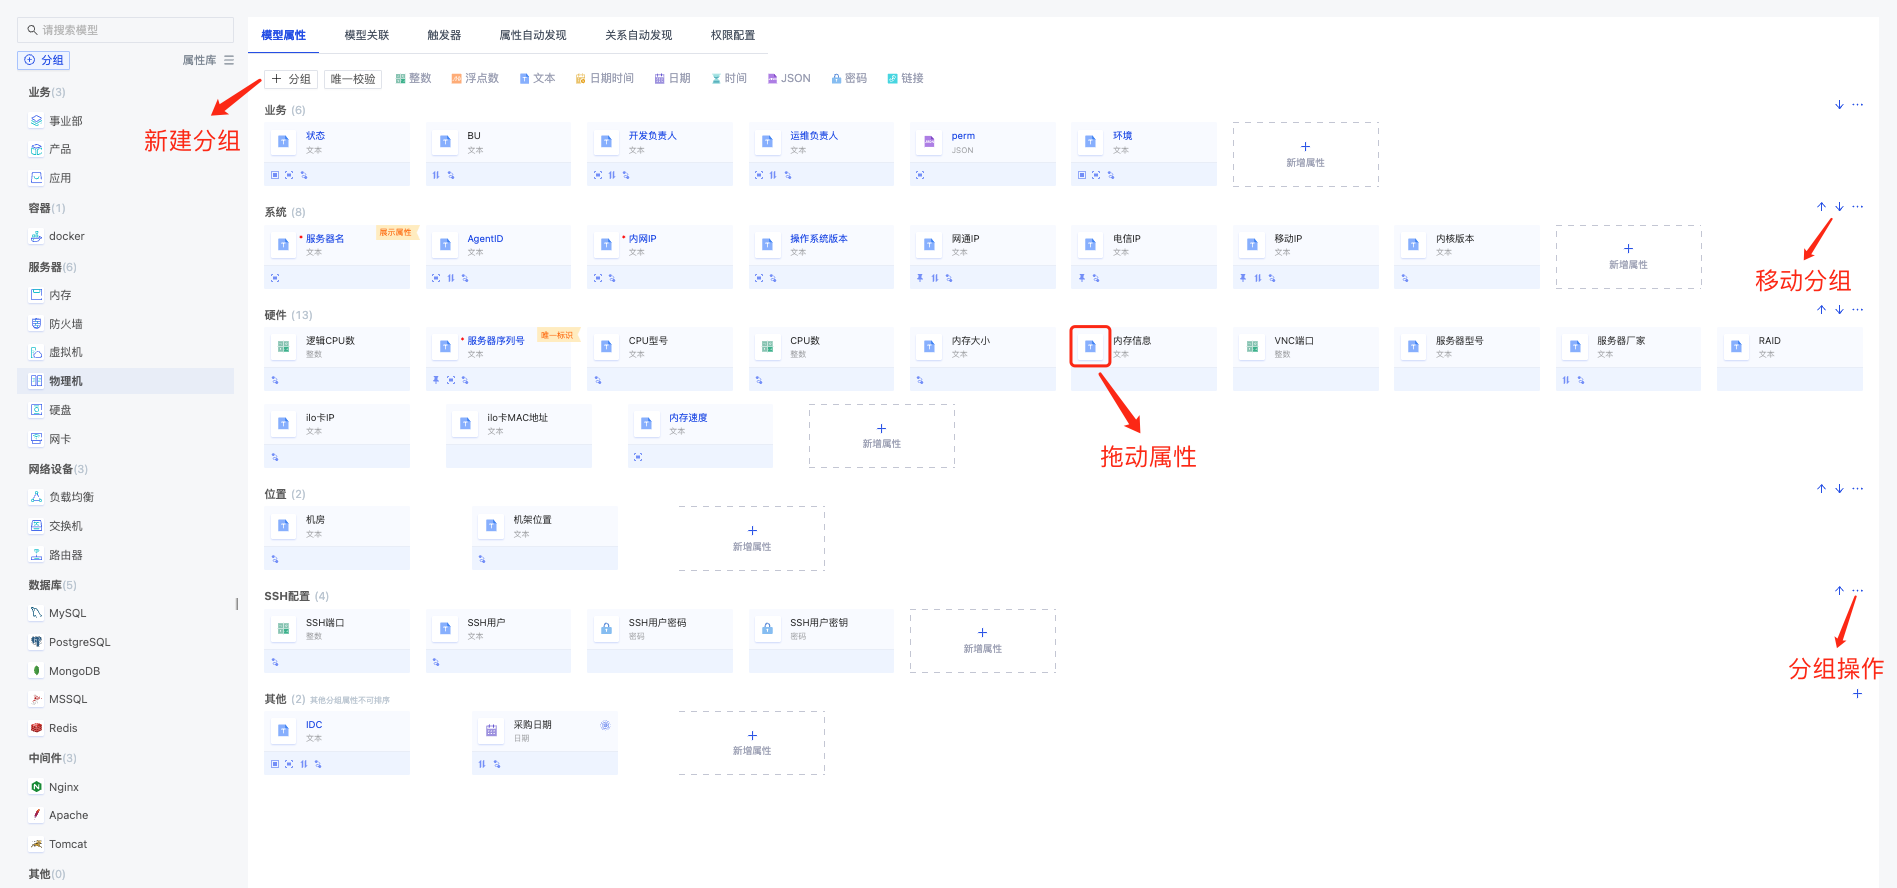 请搜索模型
分组
属性库
业务(3)
事业部
产品
应用
容器(1)
docker
服务器(6)
内存
防火墙
虚拟机
物理机
硬盘
网卡
网络设备(3)
负载均衡
交换机
路由器
数据库(5)
MySQL
PostgreSQL
MongoDB
MSSQL
Redis
中间件(3)
Nginx
Apache
Tomcat
其他(0)
模型属性 模型关联 触发器 属性自动发现 关系自动发现 权限配置
+ 分组 唯一校验 整数 浮点数 文本 日期时间 日期 时间 JSON 密码 链接
新建分组
业务 (6)
状态 BU 开发负责人 运维负责人 perm 环境
文本 文本 文本 文本 JSON 文本
+
新增属性
系统 (8)
* 服务器名 展示属性 AgentID * 内网IP 操作系统版本 网通IP 电信IP 移动IP 内核版本
文本 文本 文本 文本 文本 文本 文本 文本
+
新增属性
移动分组
硬件 (13)
逻辑CPU数 * 服务器序列号 唯一标识 CPU型号 CPU数 内存大小 内存信息 VNC端口 服务器型号 服务器厂家 RAID
整数 文本 文本 整数 文本 文本 整数 文本 文本 文本
ilo卡IP ilo卡MAC地址 内存速度
文本 文本 文本
+
新增属性
拖动属性
位置 (2)
机房 机架位置
文本 文本
+
新增属性
SSH配置 (4)
SSH端口 SSH用户 SSH用户密码 SSH用户密钥
整数 文本 密码 密码
+
新增属性
分组操作
其他 (2) 其他分组属性不可排序
+
IDC 采购日期
文本 日期
+
新增属性